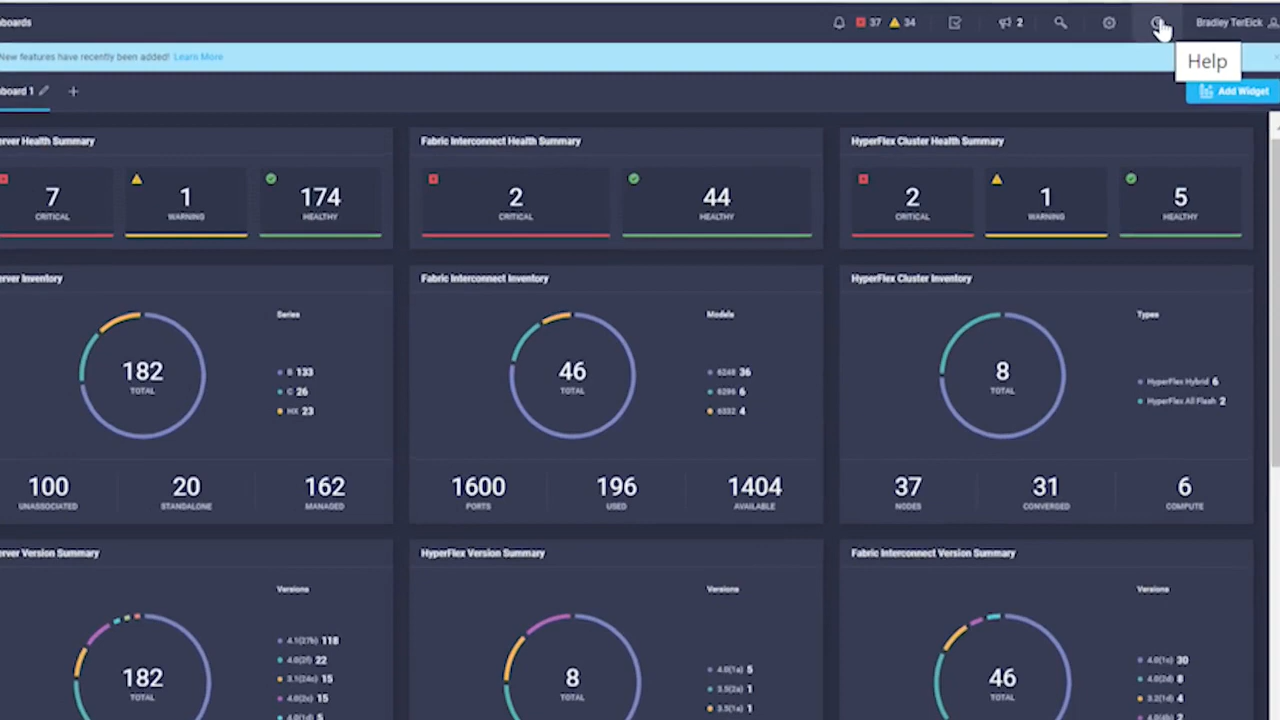 boards 37 34 2 Bradley TerEick
Help
New features have recently been added! Learn More
board 1 + Add Widget
erver Health Summary
7
CRITICAL
1
WARNING
174
HEALTHY
Fabric Interconnect Health Summary
2
CRITICAL
44
HEALTHY
HyperFlex Cluster Health Summary
2
CRITICAL
1
WARNING
5
HEALTHY
erver Inventory
182
TOTAL
Series
B 133
C 26
HX 23
100
UNASSOCIATED
20
STANDALONE
162
MANAGED
Fabric Interconnect Inventory
46
TOTAL
Models
6248 36
6296 6
6332 4
1600
PORTS
196
USED
1404
AVAILABLE
HyperFlex Cluster Inventory
8
TOTAL
Types
HyperFlex Hybrid 6
HyperFlex All Flash 2
37
NODES
31
CONVERGED
6
COMPUTE
erver Version Summary
182
TOTAL
Versions
4.1(27b) 118
4.0(2f) 22
3.1(24c) 15
4.0(2c) 15
4.0(1d) 5
HyperFlex Version Summary
8
TOTAL
Versions
4.0(1a) 5
3.5(2a) 1
3.5(1a) 1
Fabric Interconnect Version Summary
46
TOTAL
Versions
4.0(1c) 30
4.0(2d) 8
3.2(1d) 4
2